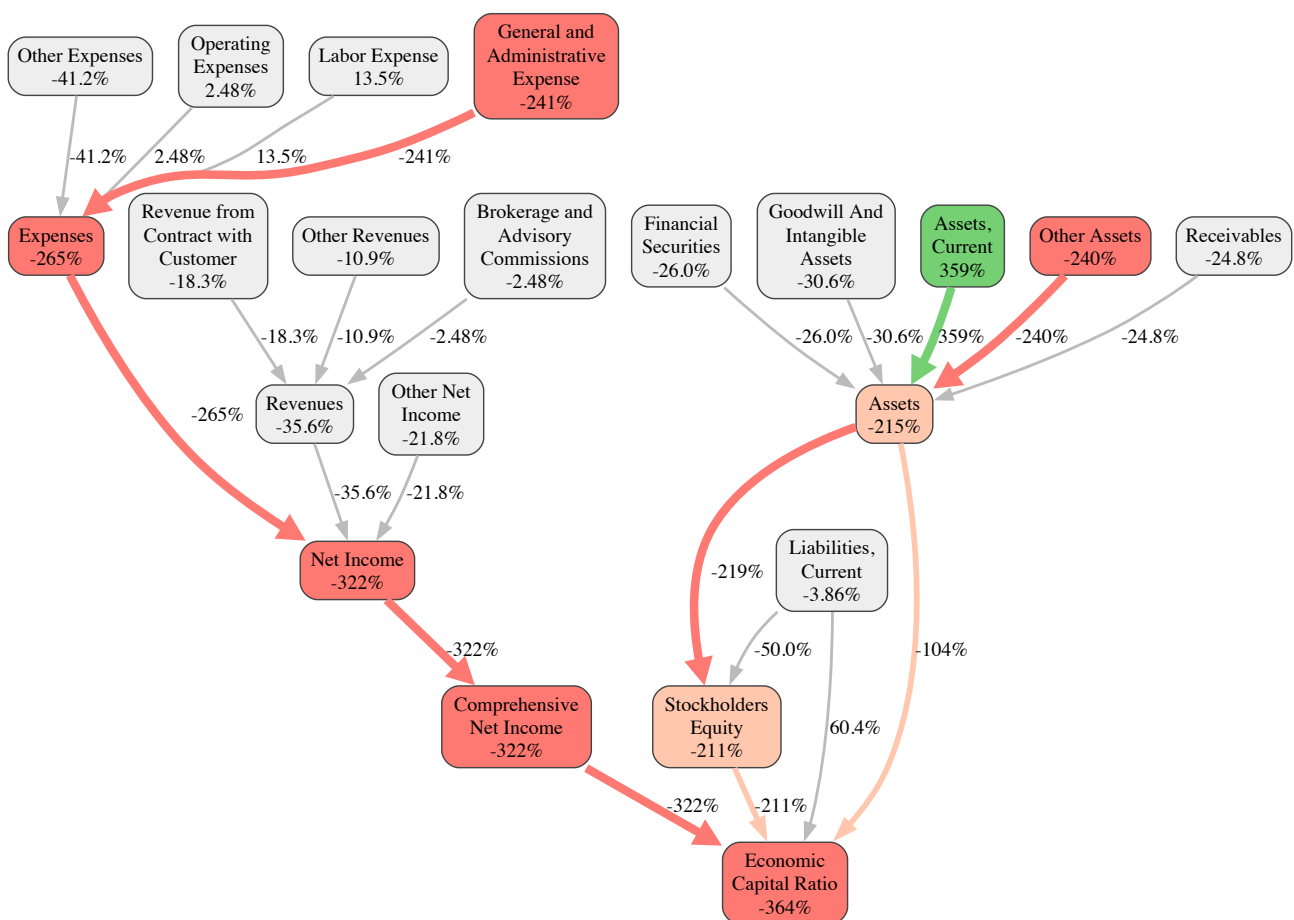 Other Expenses
-41.2%
Operating
Expenses
2.48%
Labor Expense
13.5%
General and
Administrative
Expense
-241%
-41.2%
2.48%
13.5%
-241%
Expenses
-265%
Revenue from
Contract with
Customer
-18.3%
Other Revenues
-10.9%
Brokerage and
Advisory
Commissions
-2.48%
Financial
Securities
-26.0%
Goodwill And
Intangible
Assets
-30.6%
Assets,
Current
359%
Other Assets
-240%
Receivables
-24.8%
-18.3%
-10.9%
-2.48%
-26.0%
-30.6%
359%
-240%
-24.8%
Revenues
-35.6%
Other Net
Income
-21.8%
Assets
-215%
-265%
-35.6%
-21.8%
Net Income
-322%
Liabilities,
Current
-3.86%
-219%
-322%
-50.0%
-104%
Comprehensive
Net Income
-322%
Stockholders
Equity
-211%
60.4%
-322%
-211%
Economic
Capital Ratio
-364%